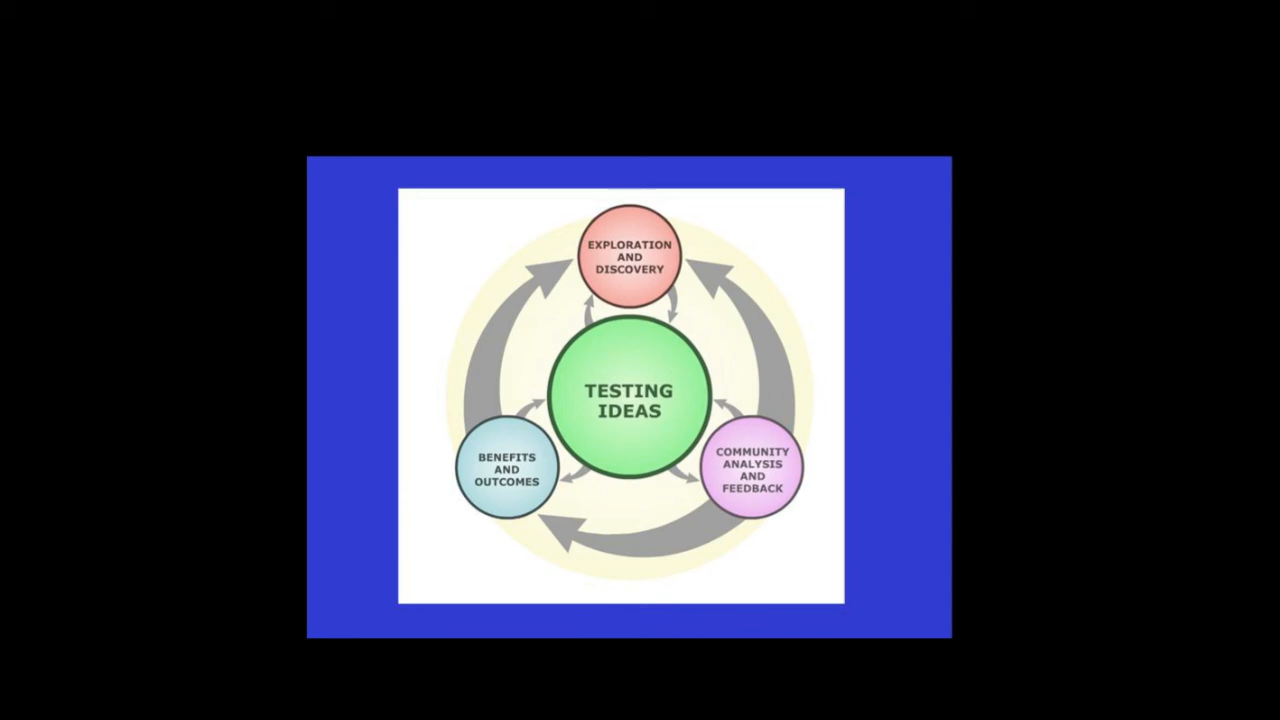 EXPLORATION
AND
DISCOVERY
TESTING
IDEAS
BENEFITS
AND
OUTCOMES
COMMUNITY
ANALYSIS
AND
FEEDBACK